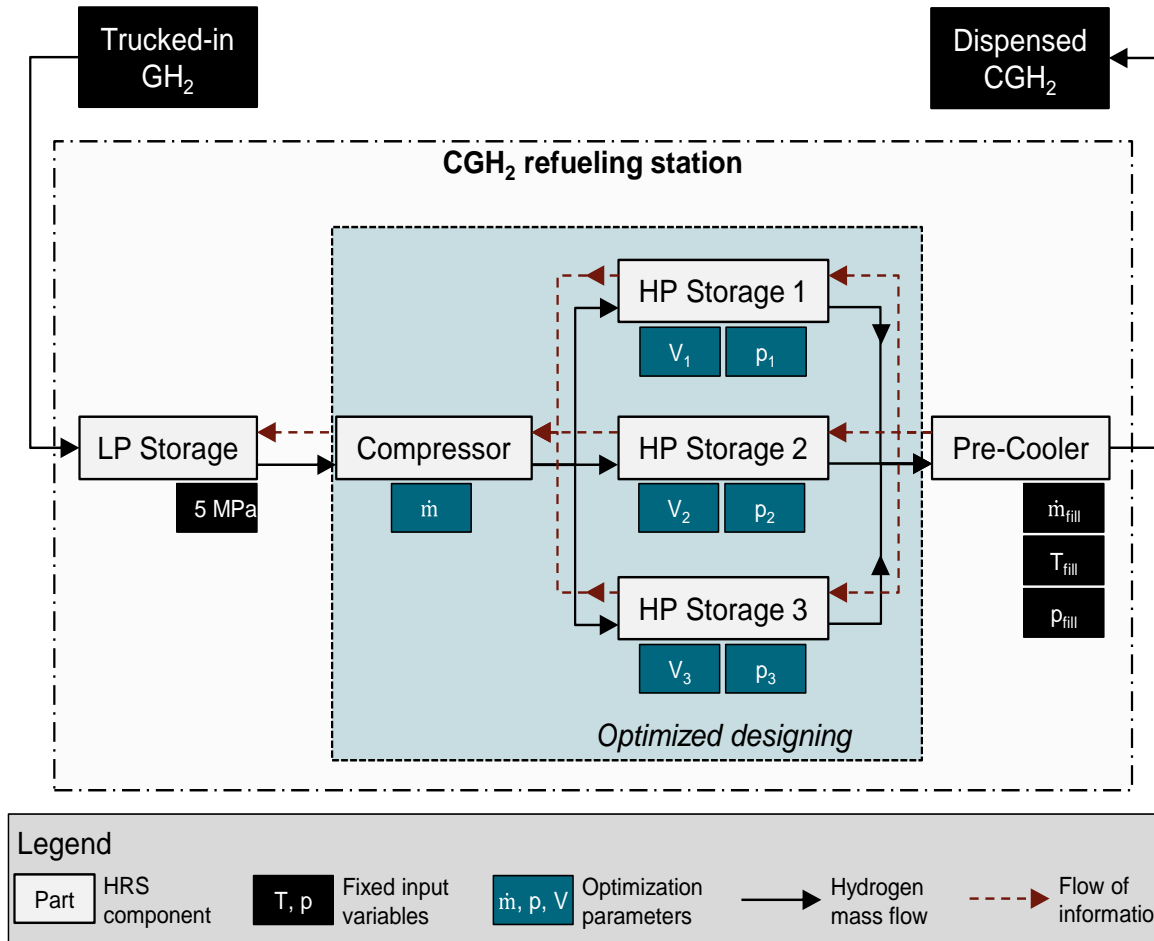 Trucked-in
GH₂
Dispensed
CGH₂
CGH₂ refueling station
HP Storage 1
V₁
p₁
LP Storage
5 MPa
Compressor
ṁ
HP Storage 2
V₂
p₂
Pre-Cooler
ṁfill
Tfill
pfill
HP Storage 3
V₃
p₃
Optimized designing
Legend
Part
HRS
component
T, p
Fixed input
variables
ṁ, p, V
Optimization
parameters
Hydrogen
mass flow
Flow of
informatio